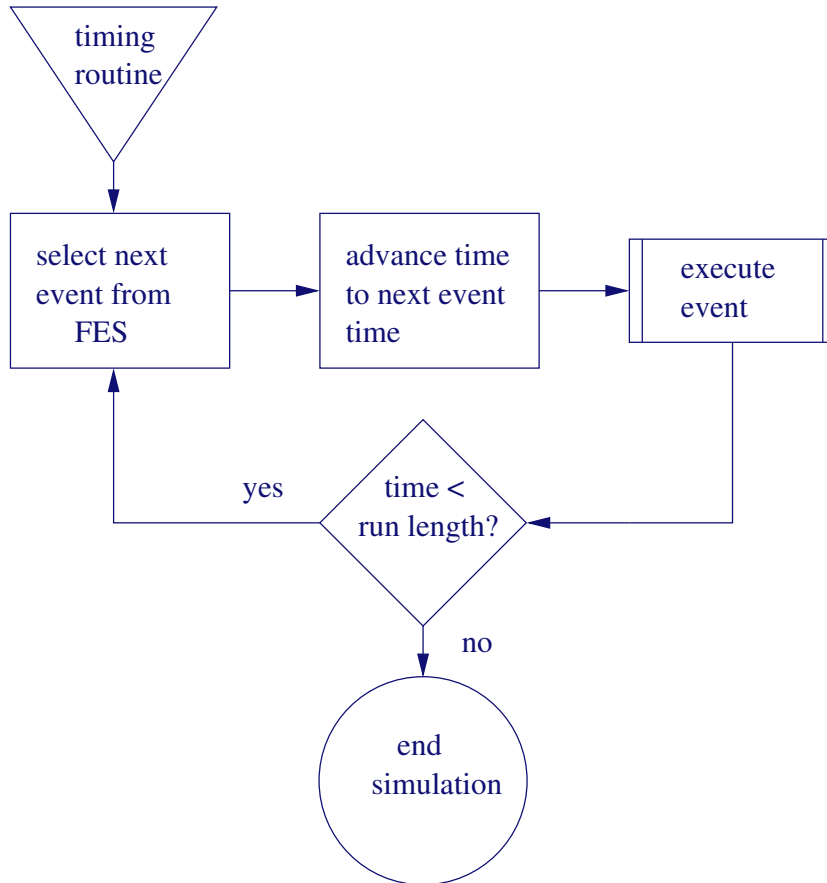 timing
routine
select next
event from
FES
advance time
to next event
time
execute
event
time <
run length?
yes
no
end
simulation